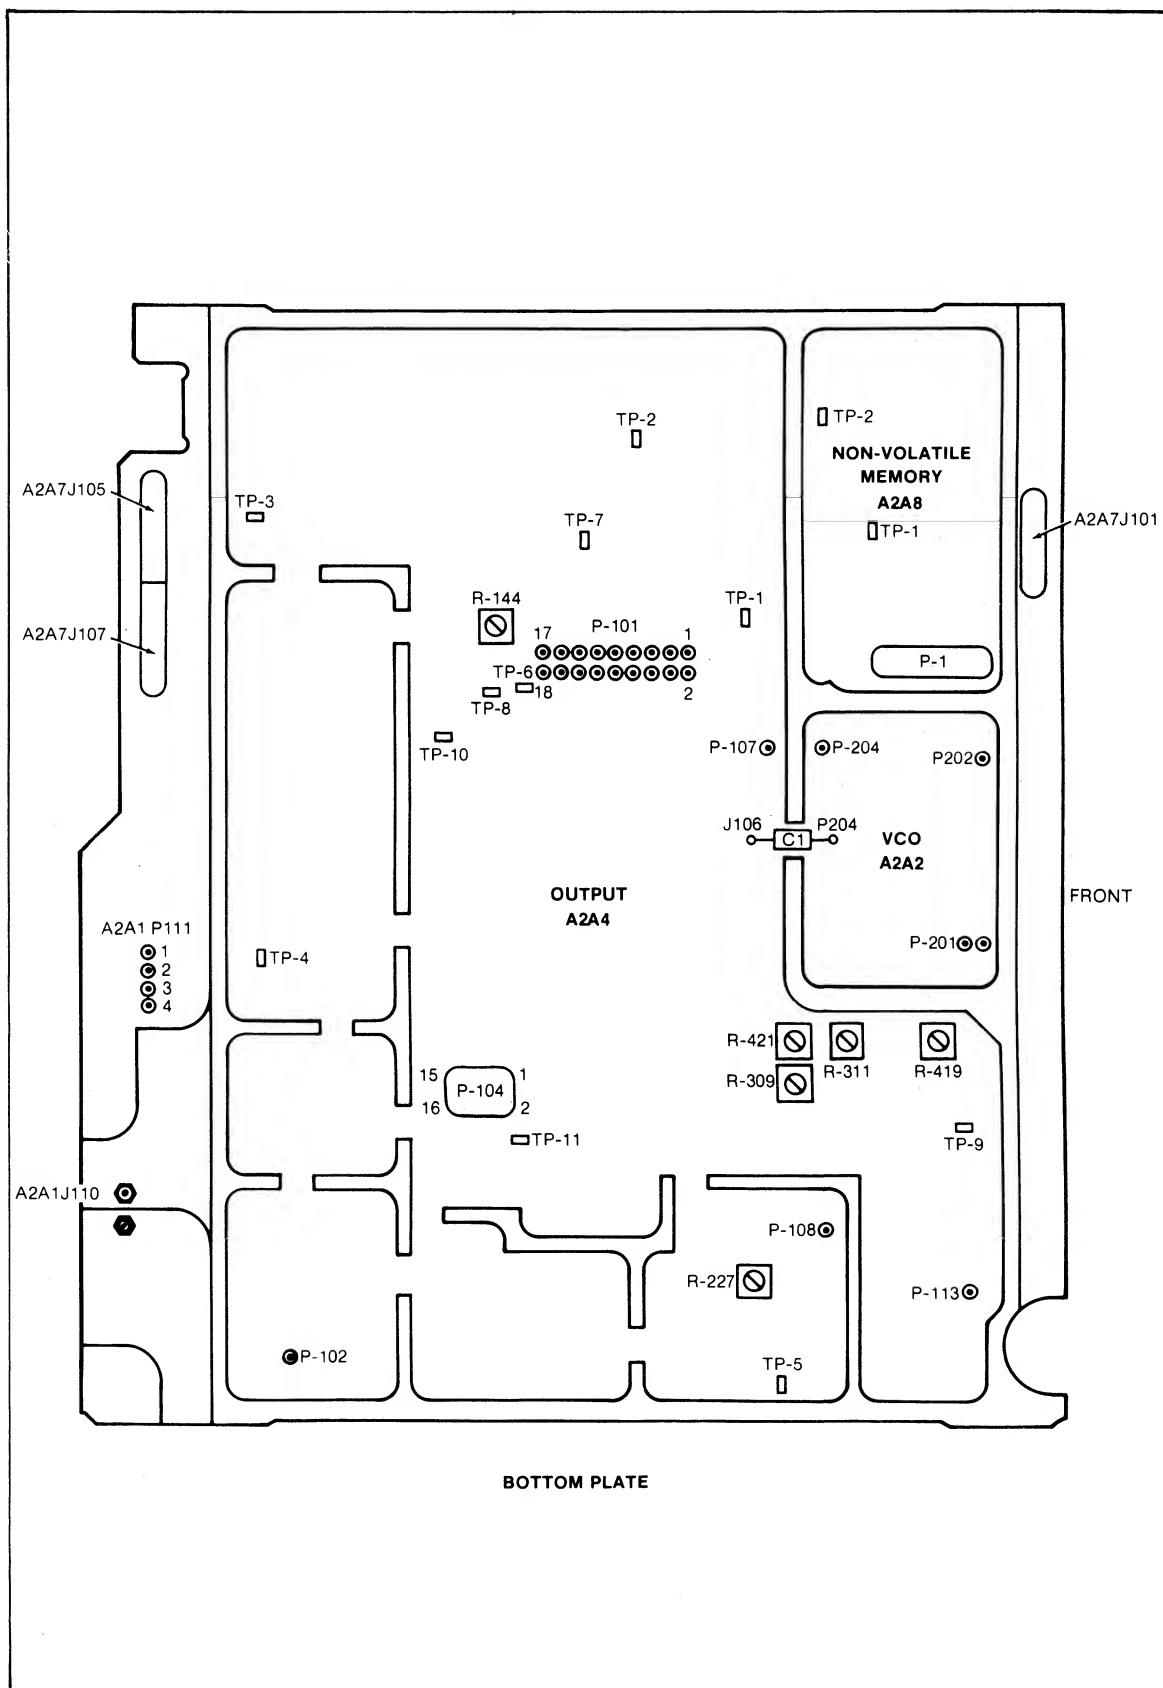 TP-2
TP-2
NON-VOLATILE
MEMORY
A2A8
A2A7J105
TP-3
A2A7J101
TP-7
TP-1
R-144
TP-1
A2A7J107
17 P-101 1
P-1
TP-6
18 2
TP-8
TP-10
P-107
P-204
P202
J106
C1
P204
VCO
A2A2
OUTPUT
A2A4
FRONT
A2A1 P111
1
2
3
4
TP-4
P-201
R-421
R-311
R-419
R-309
15 P-104 1
16 2
TP-11
TP-9
A2A1J110
P-108
R-227
P-113
P-102
TP-5
BOTTOM PLATE